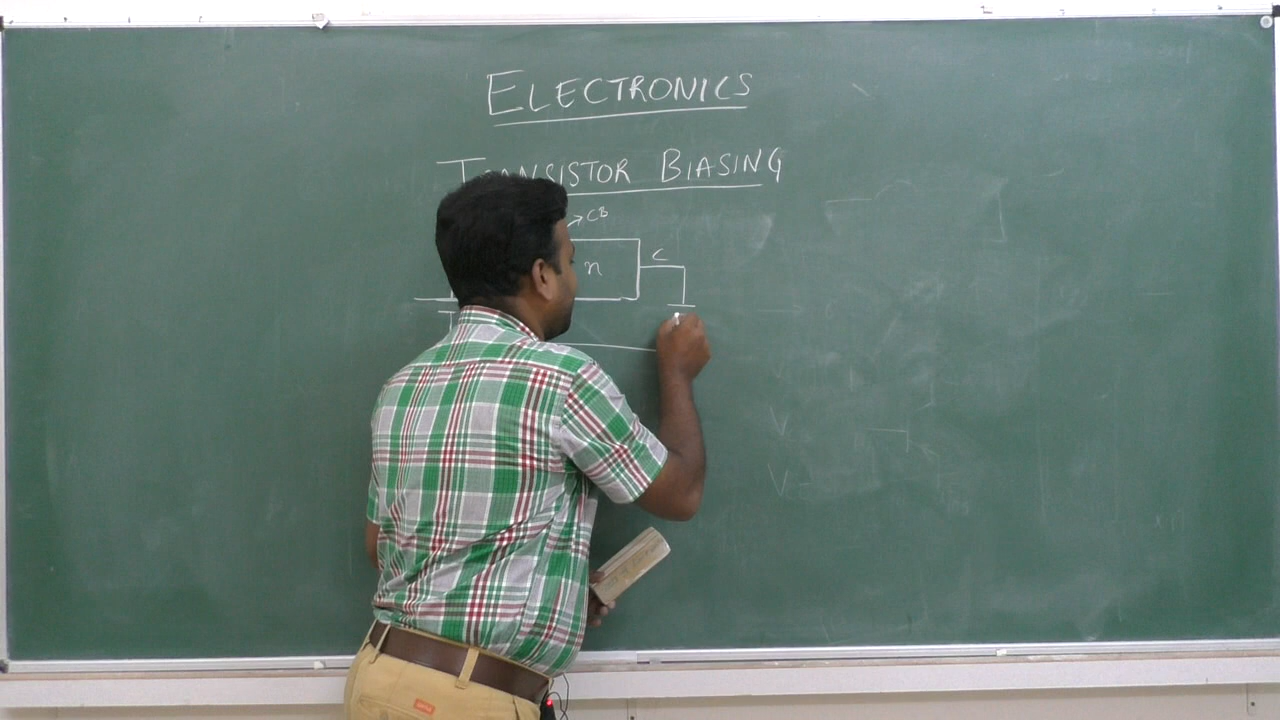 ELECTRONICS
TRANSISTOR BIASING
→CB
n
C